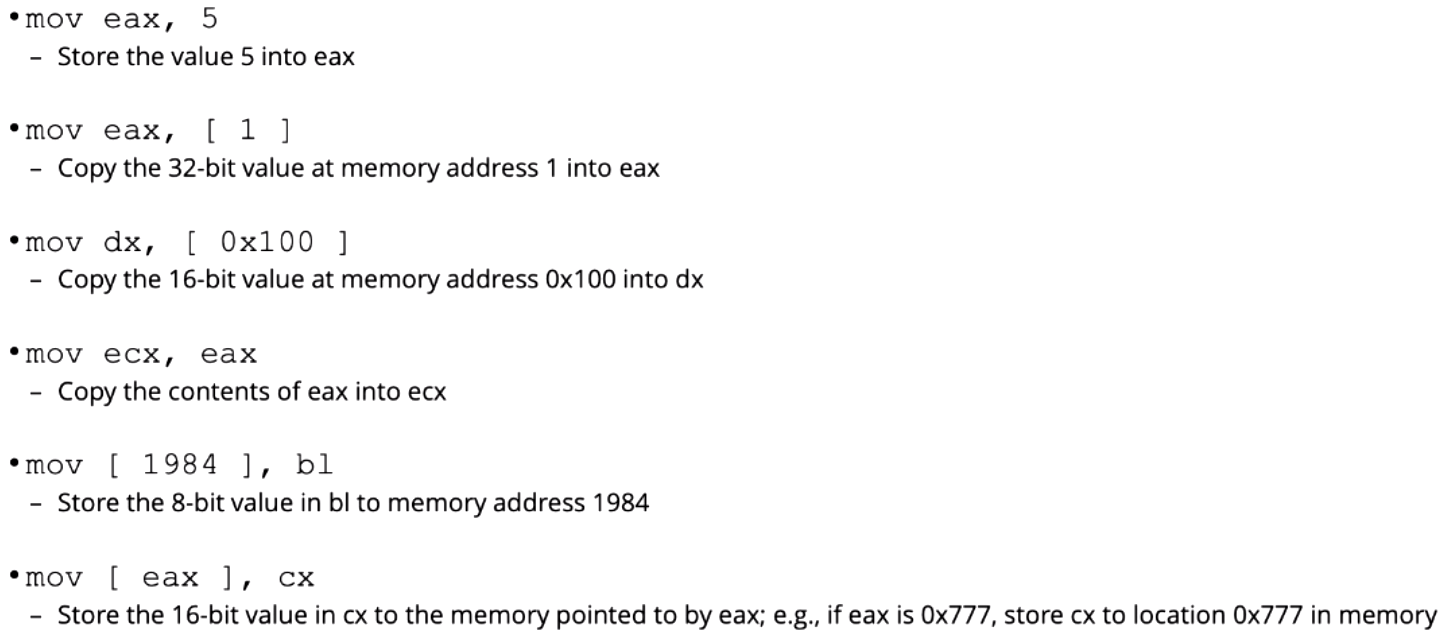 •mov eax, 5
– Store the value 5 into eax
•mov eax, [ 1 ]
– Copy the 32-bit value at memory address 1 into eax
•mov dx, [ 0x100 ]
– Copy the 16-bit value at memory address 0x100 into dx
•mov ecx, eax
– Copy the contents of eax into ecx
•mov [ 1984 ], bl
– Store the 8-bit value in bl to memory address 1984
•mov [ eax ], cx
– Store the 16-bit value in cx to the memory pointed to by eax; e.g., if eax is 0x777, store cx to location 0x777 in memory